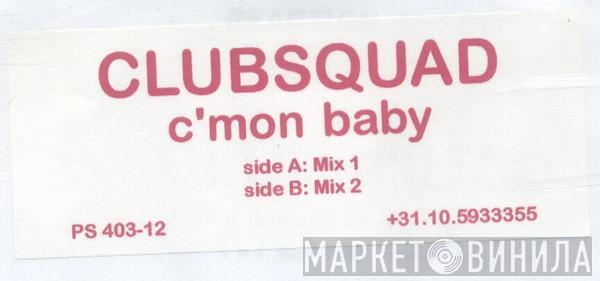 CLUBSQUAD
c'mon baby
side A: Mix 1
side B: Mix 2
PS 403-12
+31.10.5933355
МАРКЕТ ВИНИЛА